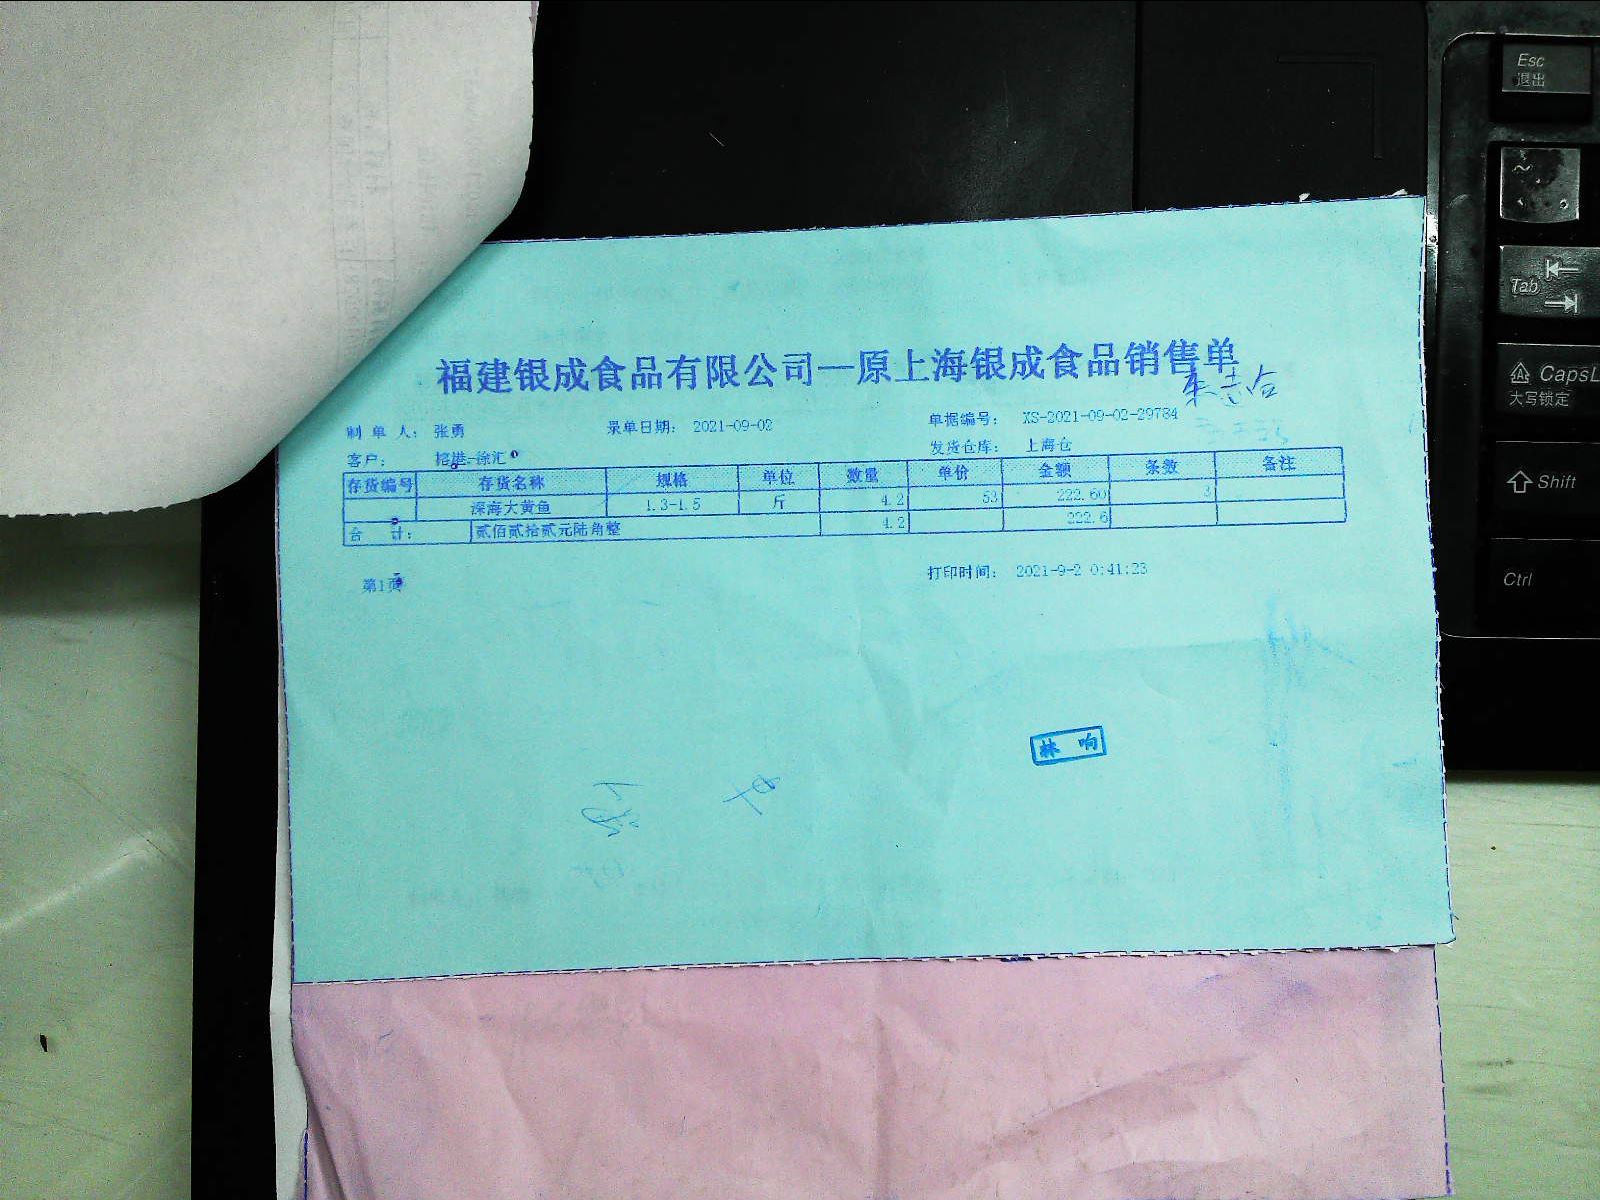 福建银成食品有限公司—原上海银成食品销售单
制 单 人： 张勇 录单日期： 2021-09-02 单据编号： XS-2021-09-02-29784
客户： 榕港-徐汇 发货仓库： 上海仓
存货编号 存货名称 规格 单位 数量 单价 金额 条数 备注
深海大黄鱼 1.3-1.5 斤 4.2 53 222.60 3
合 计： 贰佰贰拾贰元陆角整 4.2 222.6
第1页 打印时间： 2021-9-2 0:41:23
林 响
Esc
退出
~
Tab
CapsL
大写锁定
Shift
Ctrl